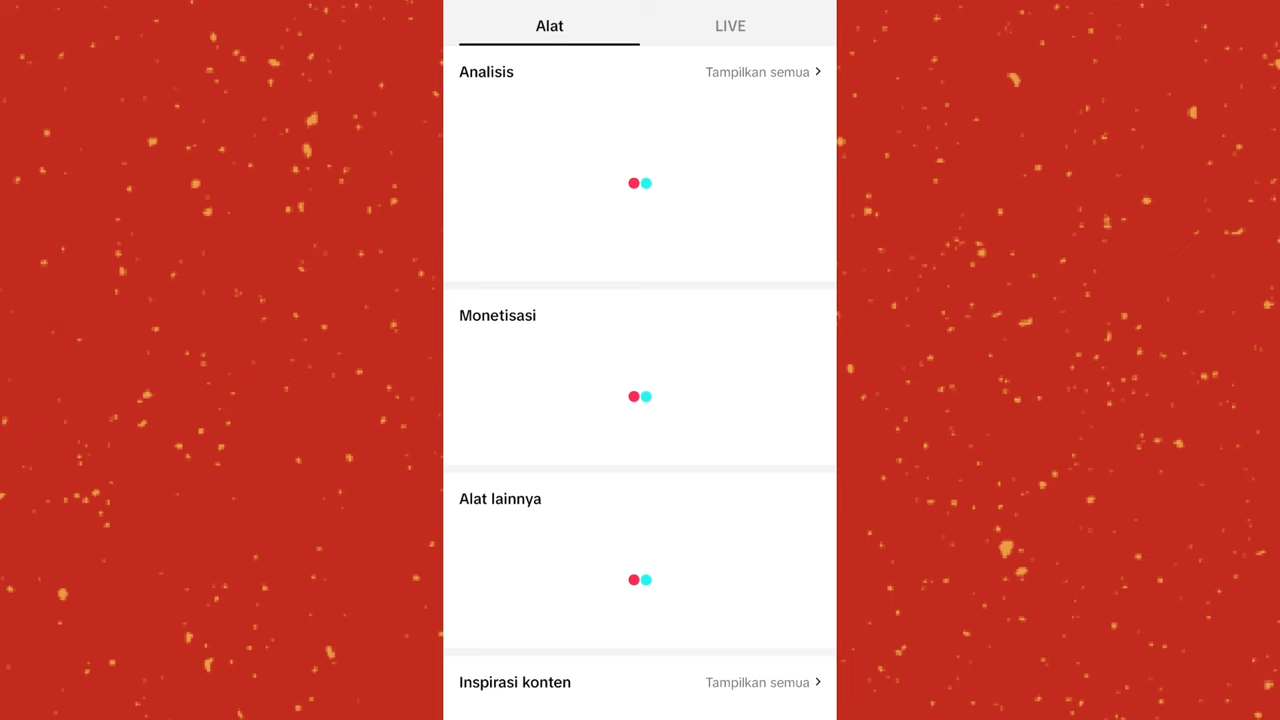 Alat LIVE
Analisis Tampilkan semua
Monetisasi
Alat lainnya
Inspirasi konten Tampilkan semua